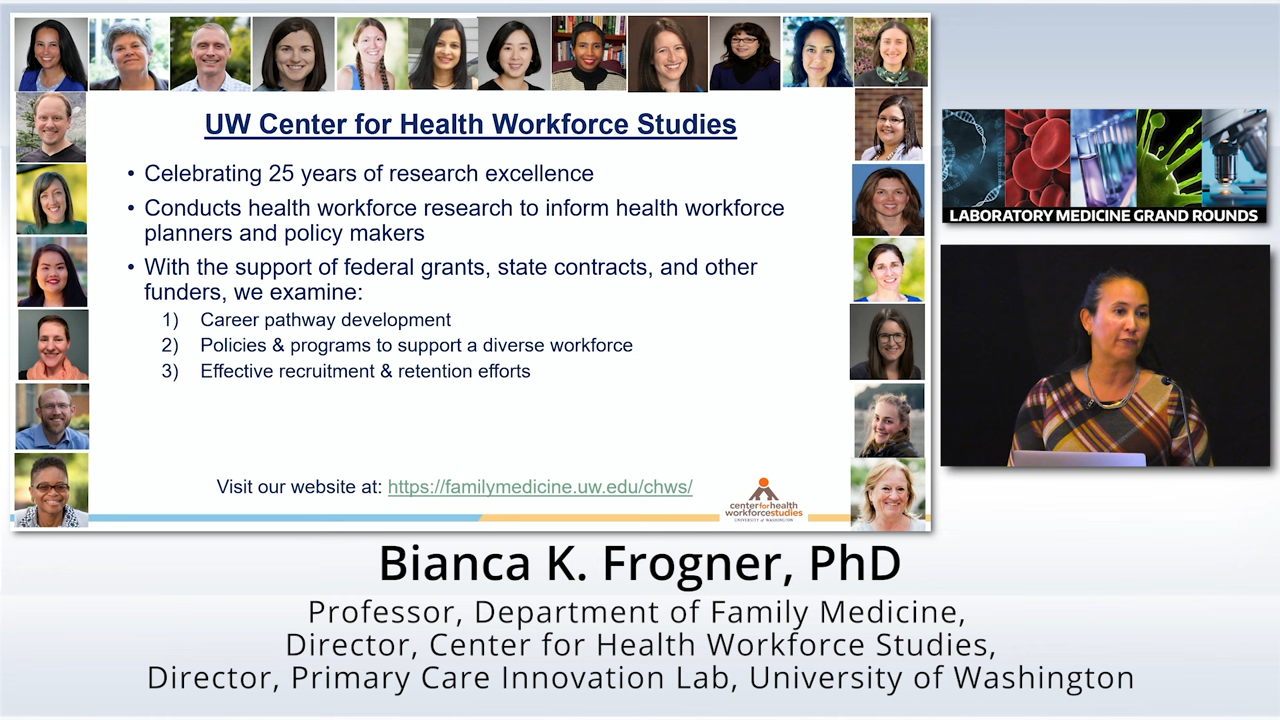 UW Center for Health Workforce Studies
• Celebrating 25 years of research excellence
• Conducts health workforce research to inform health workforce
planners and policy makers
• With the support of federal grants, state contracts, and other
funders, we examine:
1) Career pathway development
2) Policies & programs to support a diverse workforce
3) Effective recruitment & retention efforts
Visit our website at: https://familymedicine.uw.edu/chws/
centerforhealth
workforcestudies
UNIVERSITY of WASHINGTON
LABORATORY MEDICINE GRAND ROUNDS
Bianca K. Frogner, PhD
Professor, Department of Family Medicine,
Director, Center for Health Workforce Studies,
Director, Primary Care Innovation Lab, University of Washington